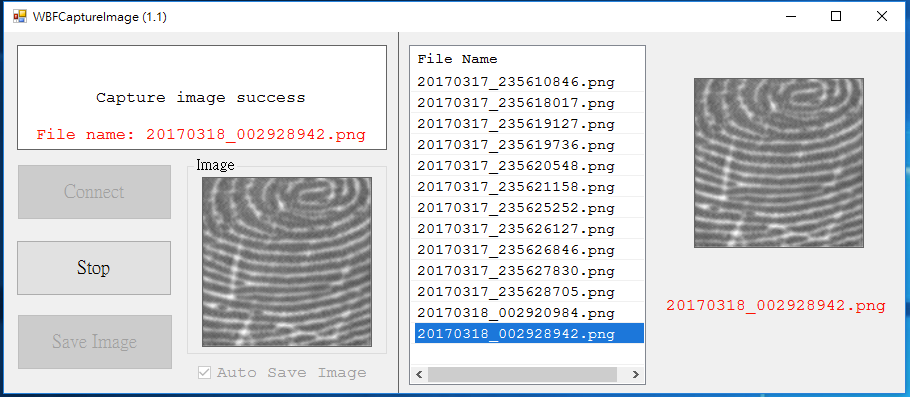 WBFCaptureImage (1.1)
Capture image success
File name: 20170318_002928942.png
Connect
Stop
Save Image
Image
Auto Save Image
File Name
20170317_235610846.png
20170317_235618017.png
20170317_235619127.png
20170317_235619736.png
20170317_235620548.png
20170317_235621158.png
20170317_235625252.png
20170317_235626127.png
20170317_235626846.png
20170317_235627830.png
20170317_235628705.png
20170318_002920984.png
20170318_002928942.png
20170318_002928942.png